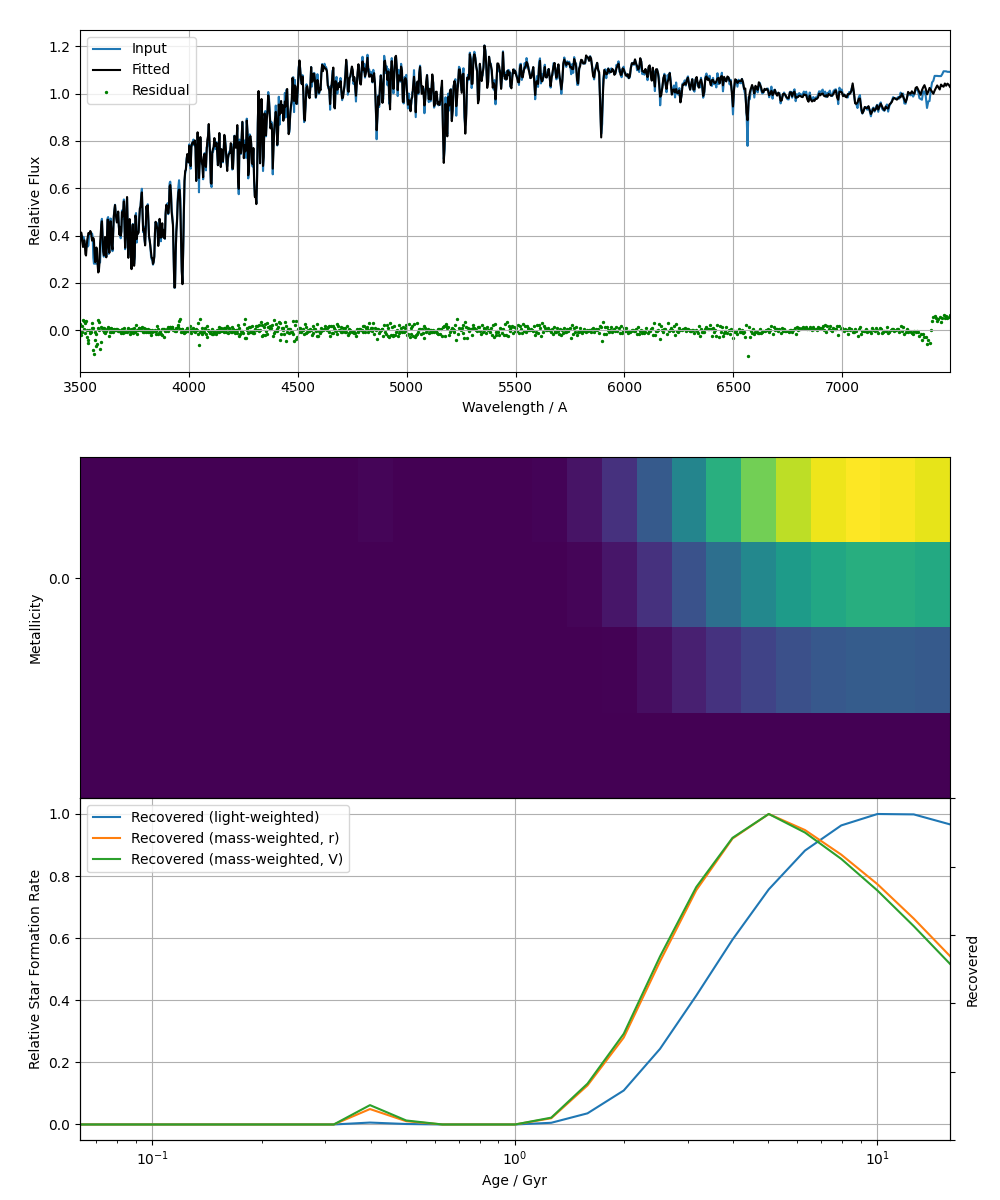 1.2
1.0
0.8
0.6
0.4
0.2
0.0
Relative Flux
Input
Fitted
Residual
3500 4000 4500 5000 5500 6000 6500 7000
Wavelength / A
0.0
Metallicity
1.0
0.8
0.6
0.4
0.2
0.0
Relative Star Formation Rate
Recovered (light-weighted)
Recovered (mass-weighted, r)
Recovered (mass-weighted, V)
Recovered
10⁻¹ 10⁰ 10¹
Age / Gyr